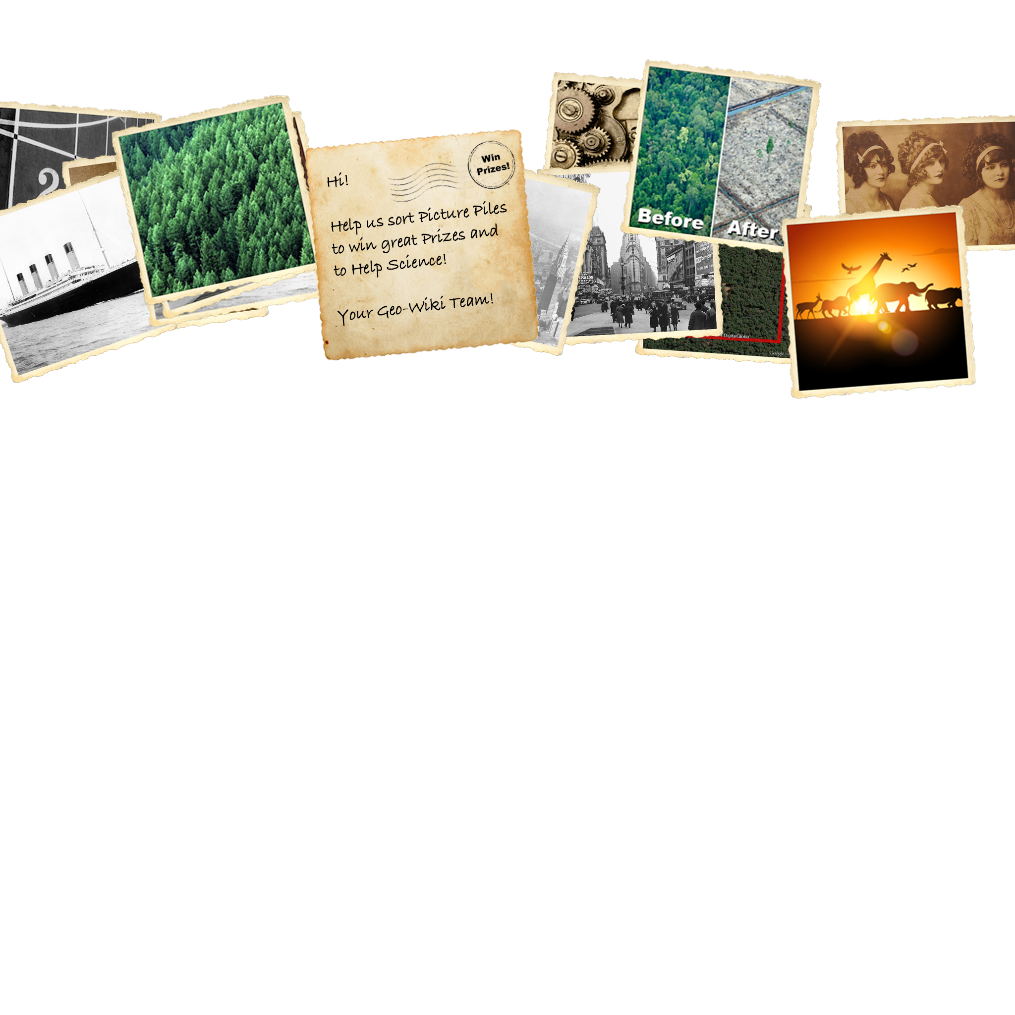 Win
Prizes!
Hi!
Help us sort Picture Piles
to win great Prizes and
to Help Science!
Your Geo-Wiki Team!
Before
After
2